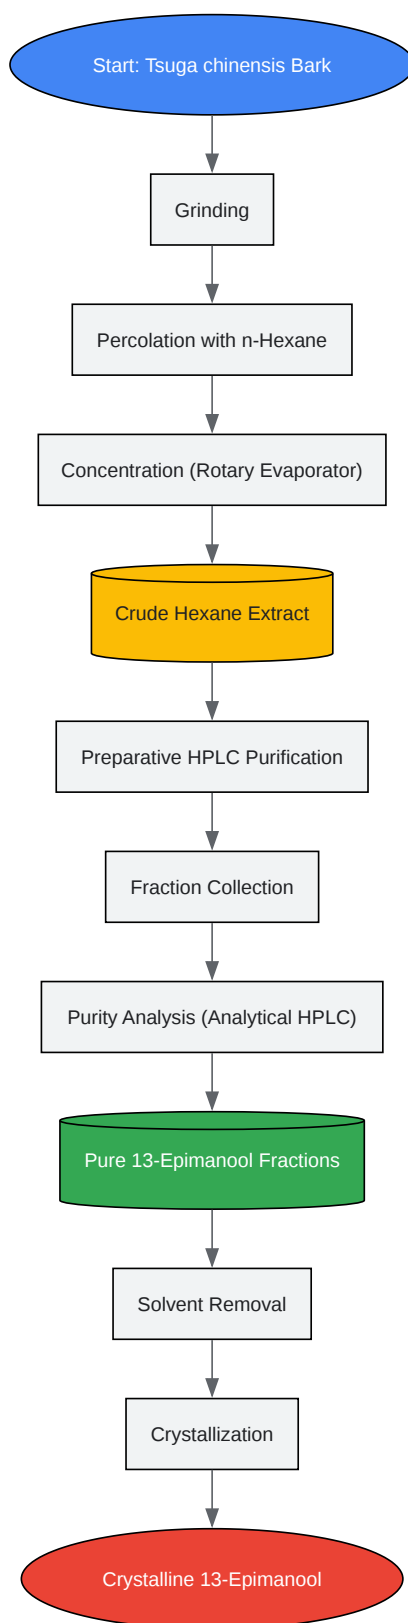 Start: Tsuga chinensis Bark
Grinding
Percolation with n-Hexane
Concentration (Rotary Evaporator)
Crude Hexane Extract
Preparative HPLC Purification
Fraction Collection
Purity Analysis (Analytical HPLC)
Pure 13-Epimanool Fractions
Solvent Removal
Crystallization
Crystalline 13-Epimanool